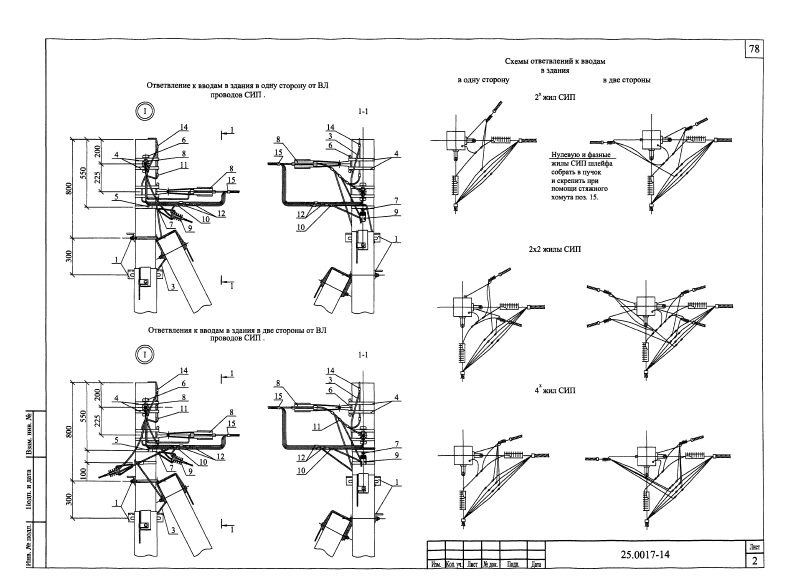 78
Схемы ответвлений к вводам
в здания
в одну сторону
в две стороны
Ответвление к вводам в здания в одну сторону от ВЛ
проводов СИП .
1
1-1
2ˣ жил СИП
14
6
8
4
11
5
7
9
10
12
8
15
1
1
3
1
800
550
200
225
300
8
15
14
3
6
4
12
10
7
9
1
Нулевую и фазные
жилы СИП шлейфа
собрать в пучок
и скрепить при
помощи стяжного
хомута поз. 15.
2х2 жилы СИП
Ответвления к вводам в здания в две стороны от ВЛ
проводов СИП .
1
1-1
4ˣ жил СИП
14
6
8
4
11
5
7
9
10
12
8
15
1
1
3
1
800
550
200
225
100
300
8
15
14
3
6
4
11
12
10
7
9
1
Взам. инв. №
Подп. и дата
Инв. № подл.
Изм.
Кол. уч.
Лист
№ док.
Подп.
Дата
25.0017-14
Лист
2